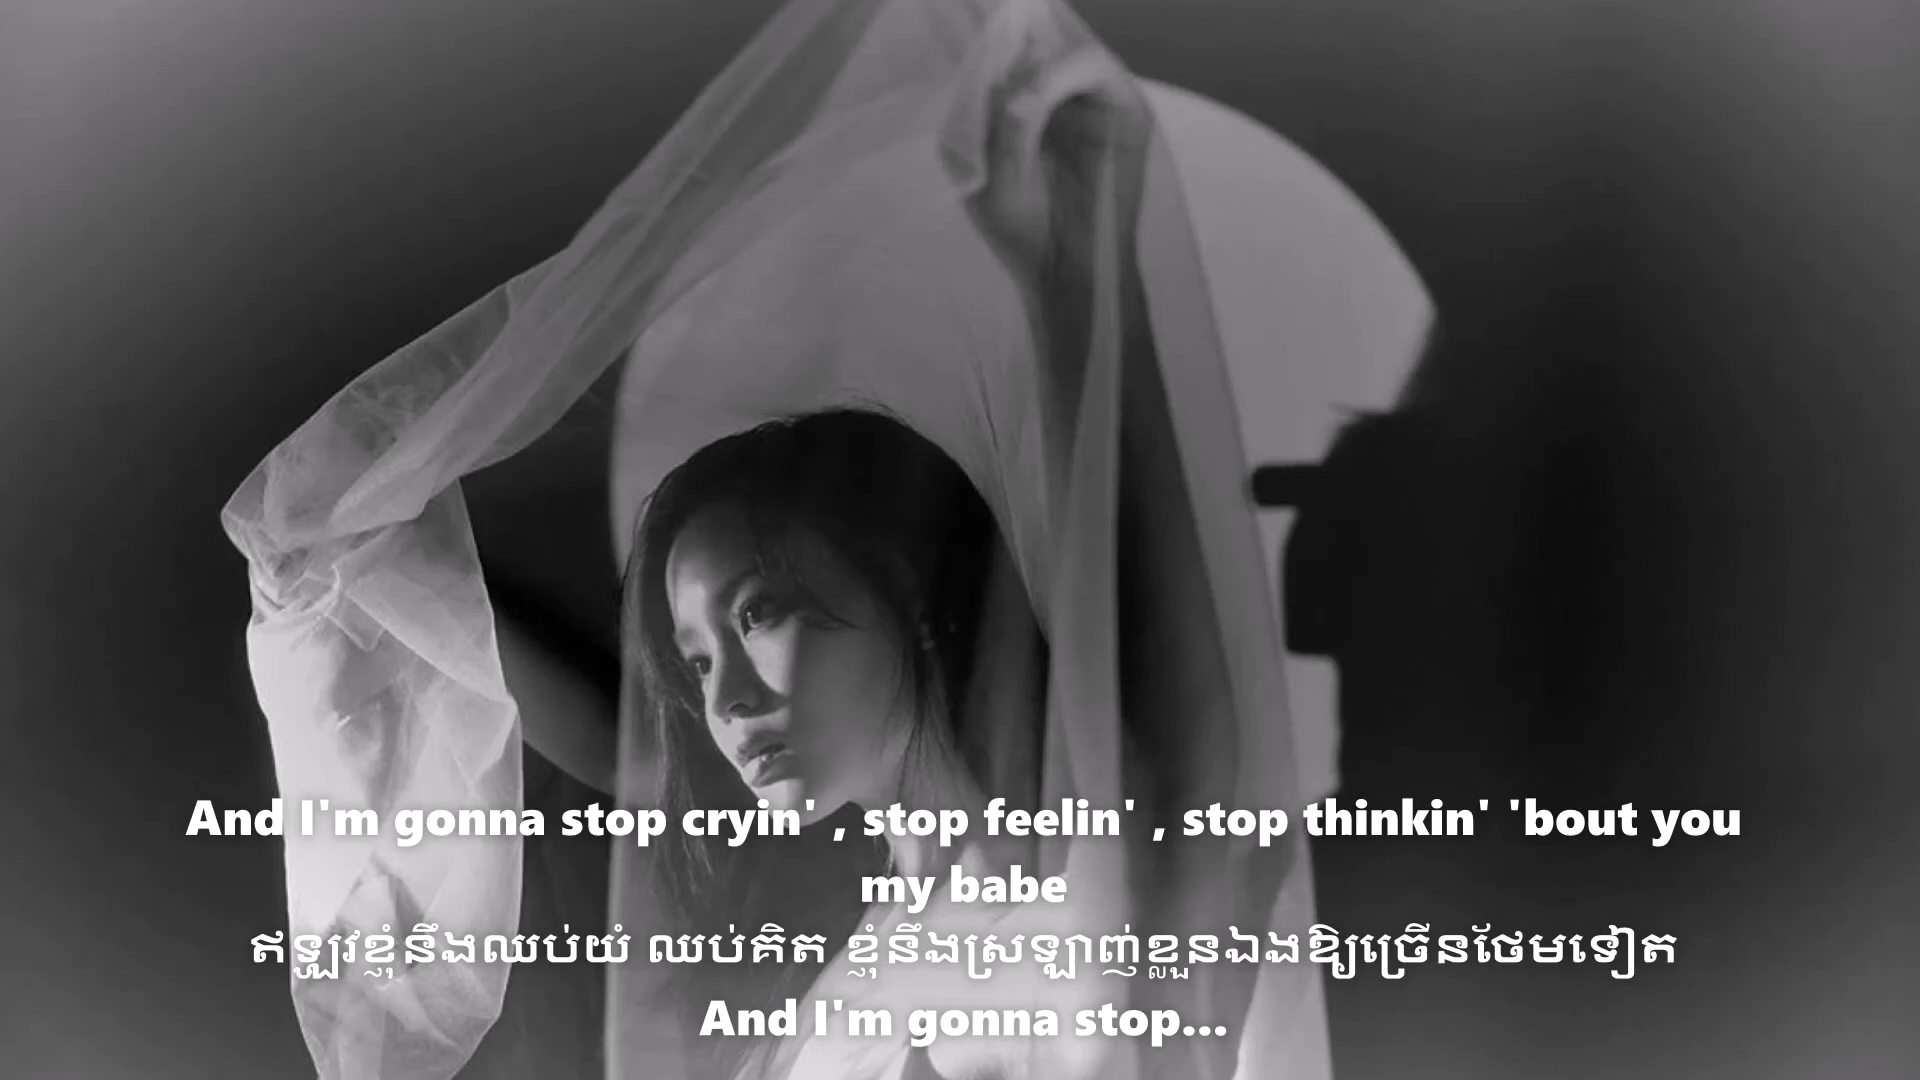 And I'm gonna stop cryin' , stop feelin' , stop thinkin' 'bout you
my babe
ឥឡូវខ្ញុំនឹងឈប់យំ ឈប់គិត ខ្ញុំនឹងស្រឡាញ់ខ្លួនឯងឱ្យច្រើនថែមទៀត
And I'm gonna stop...